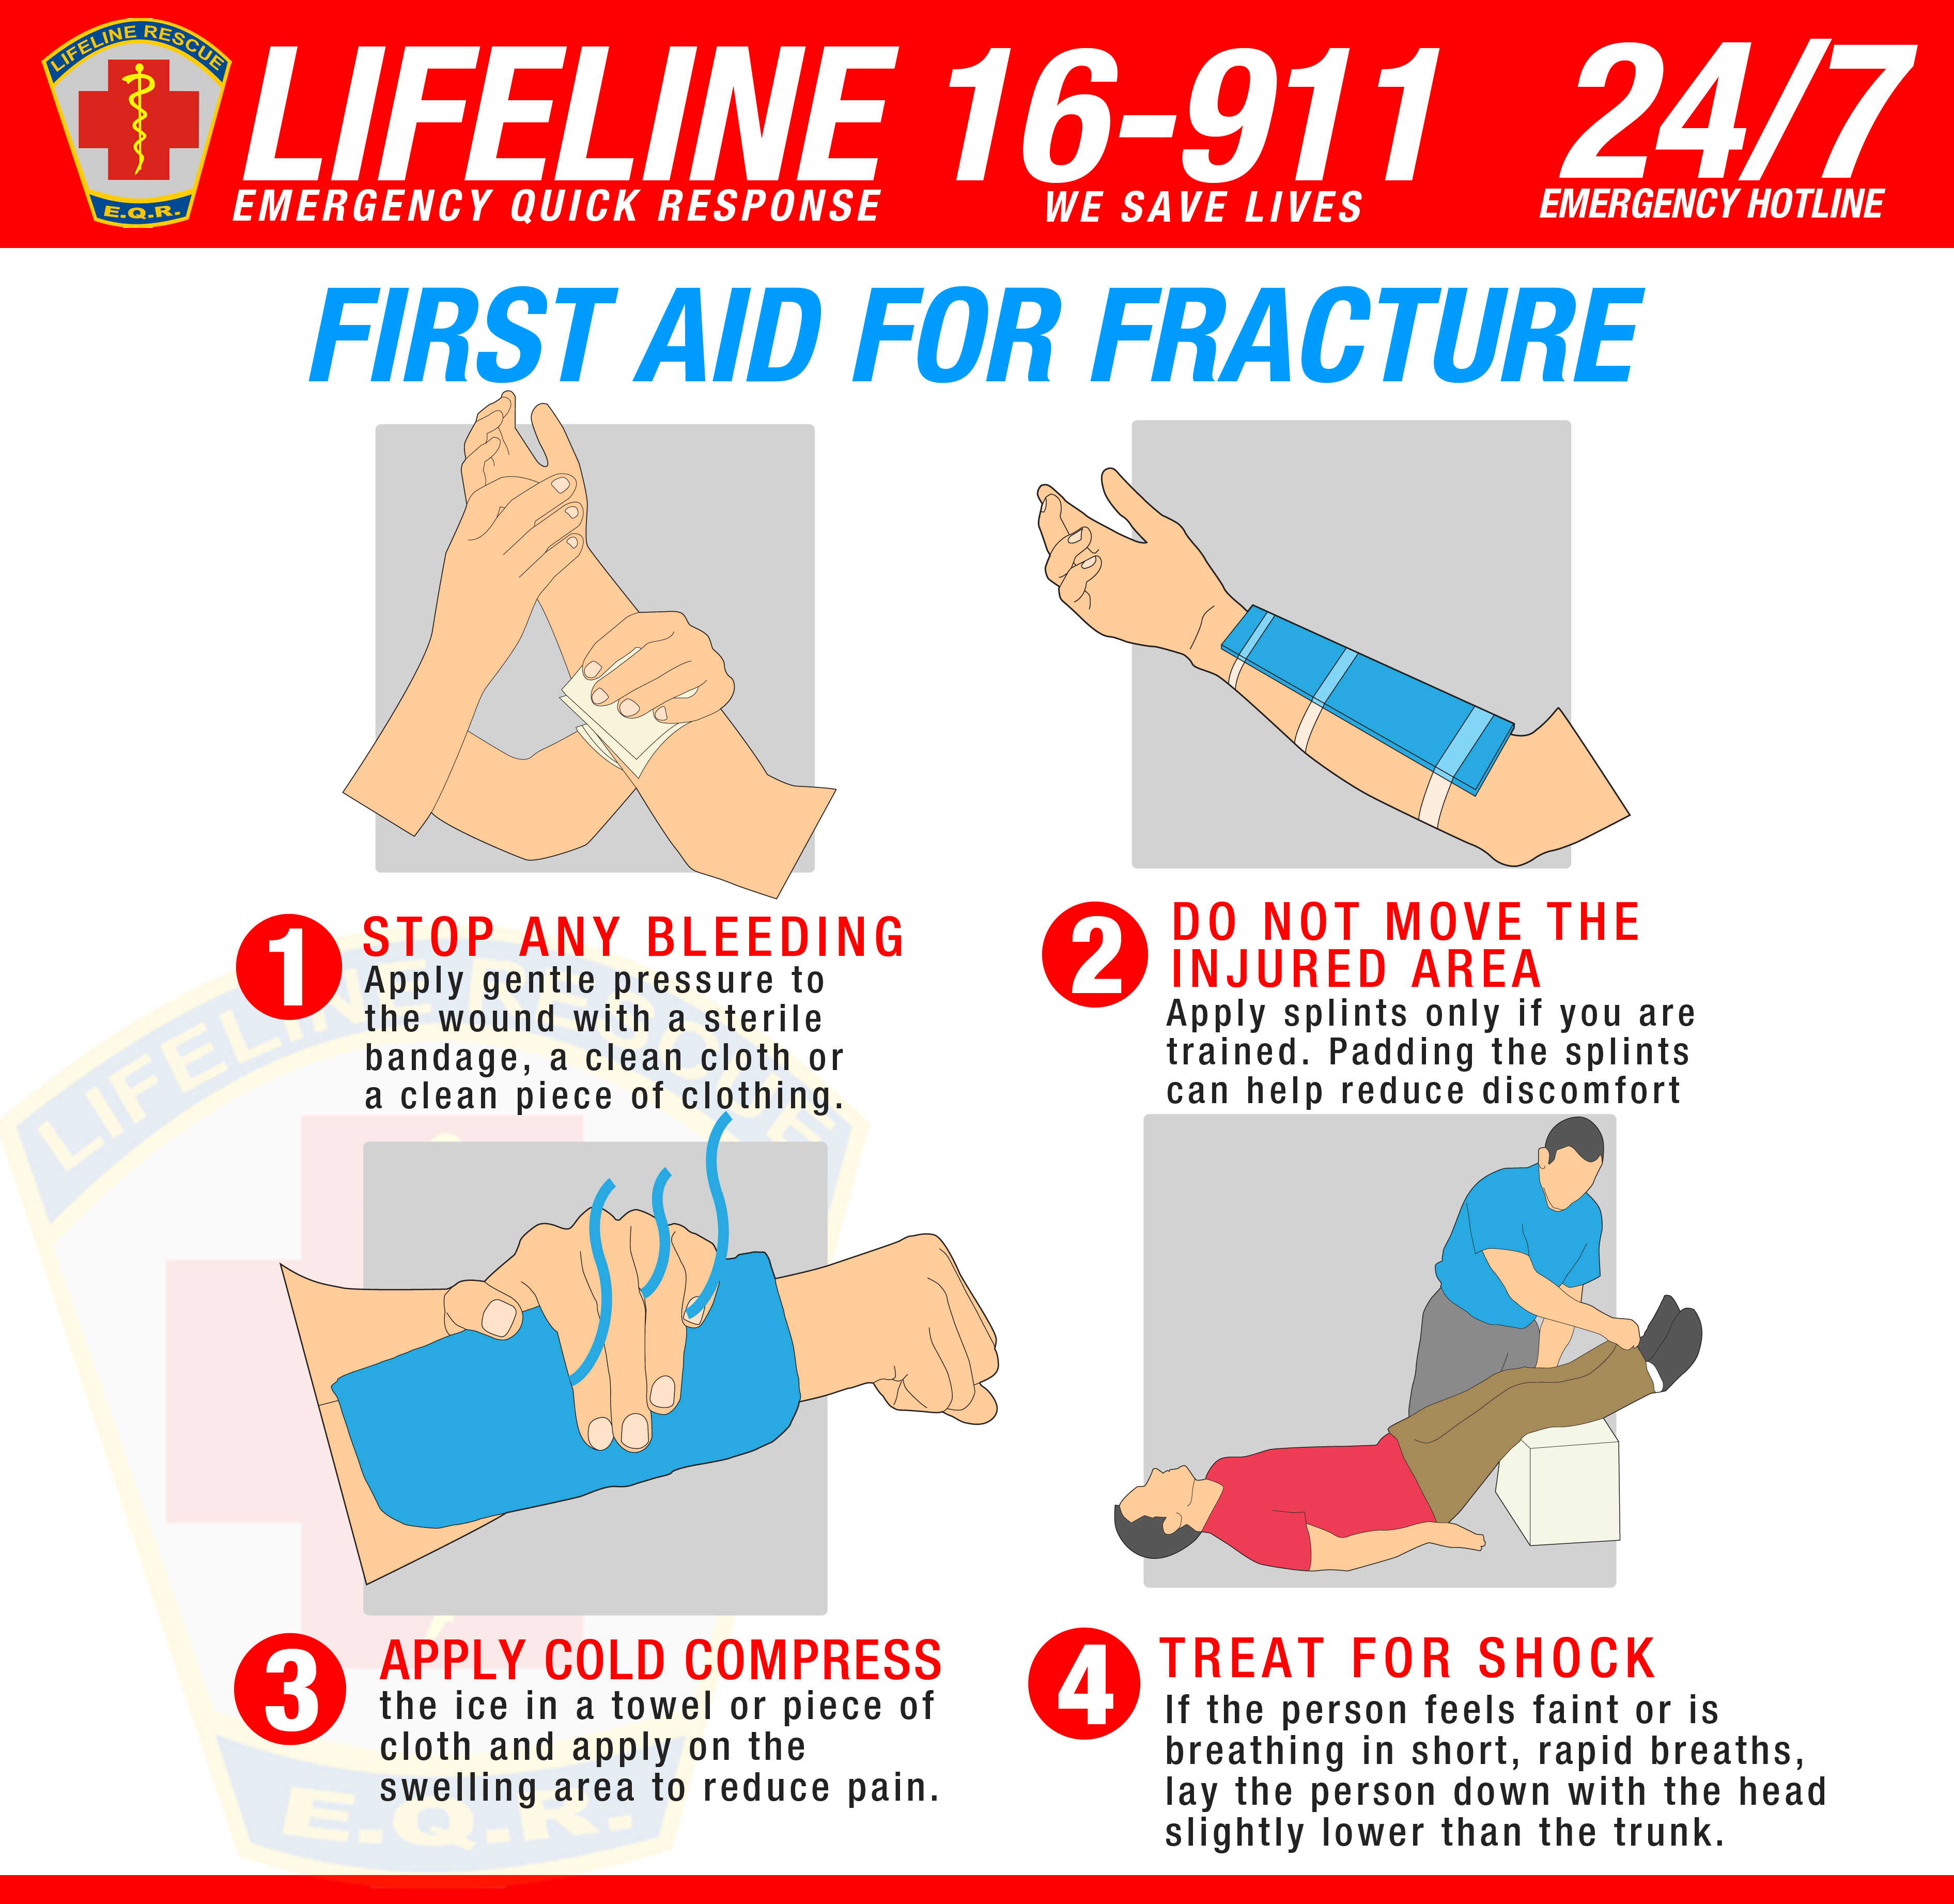 LIFELINE RESCUE
E.Q.R.
LIFELINE 16-911 24/7
EMERGENCY QUICK RESPONSE WE SAVE LIVES EMERGENCY HOTLINE
FIRST AID FOR FRACTURE
1 STOP ANY BLEEDING
Apply gentle pressure to
the wound with a sterile
bandage, a clean cloth or
a clean piece of clothing.
2 DO NOT MOVE THE
INJURED AREA
Apply splints only if you are
trained. Padding the splints
can help reduce discomfort
3 APPLY COLD COMPRESS
the ice in a towel or piece of
cloth and apply on the
swelling area to reduce pain.
4 TREAT FOR SHOCK
If the person feels faint or is
breathing in short, rapid breaths,
lay the person down with the head
slightly lower than the trunk.
LIFELINE RESCUE
E.Q.R.